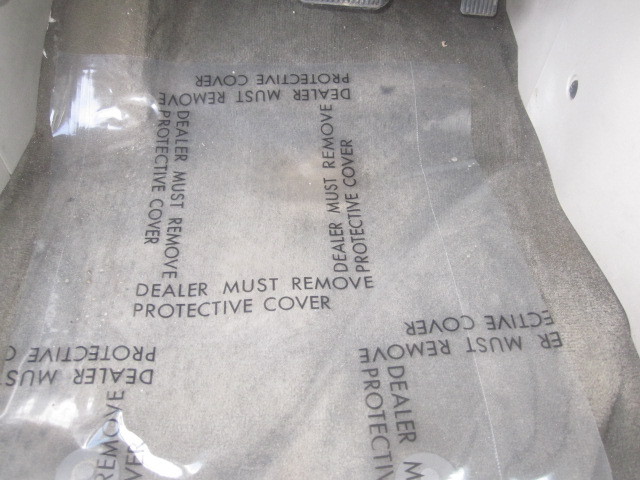 DEALER MUST REMOVE
PROTECTIVE COVER
DEALER MUST REMOVE
PROTECTIVE COVER
DEALER MUST REMOVE
PROTECTIVE COVER
DEALER MUST REMOVE
PROTECTIVE COVER
ER MUST REMOVE
ECTIVE COVER
DEALER MUS
PROTECTIVE C
REMOVE
VER
DEALER M
PROTECTIVE